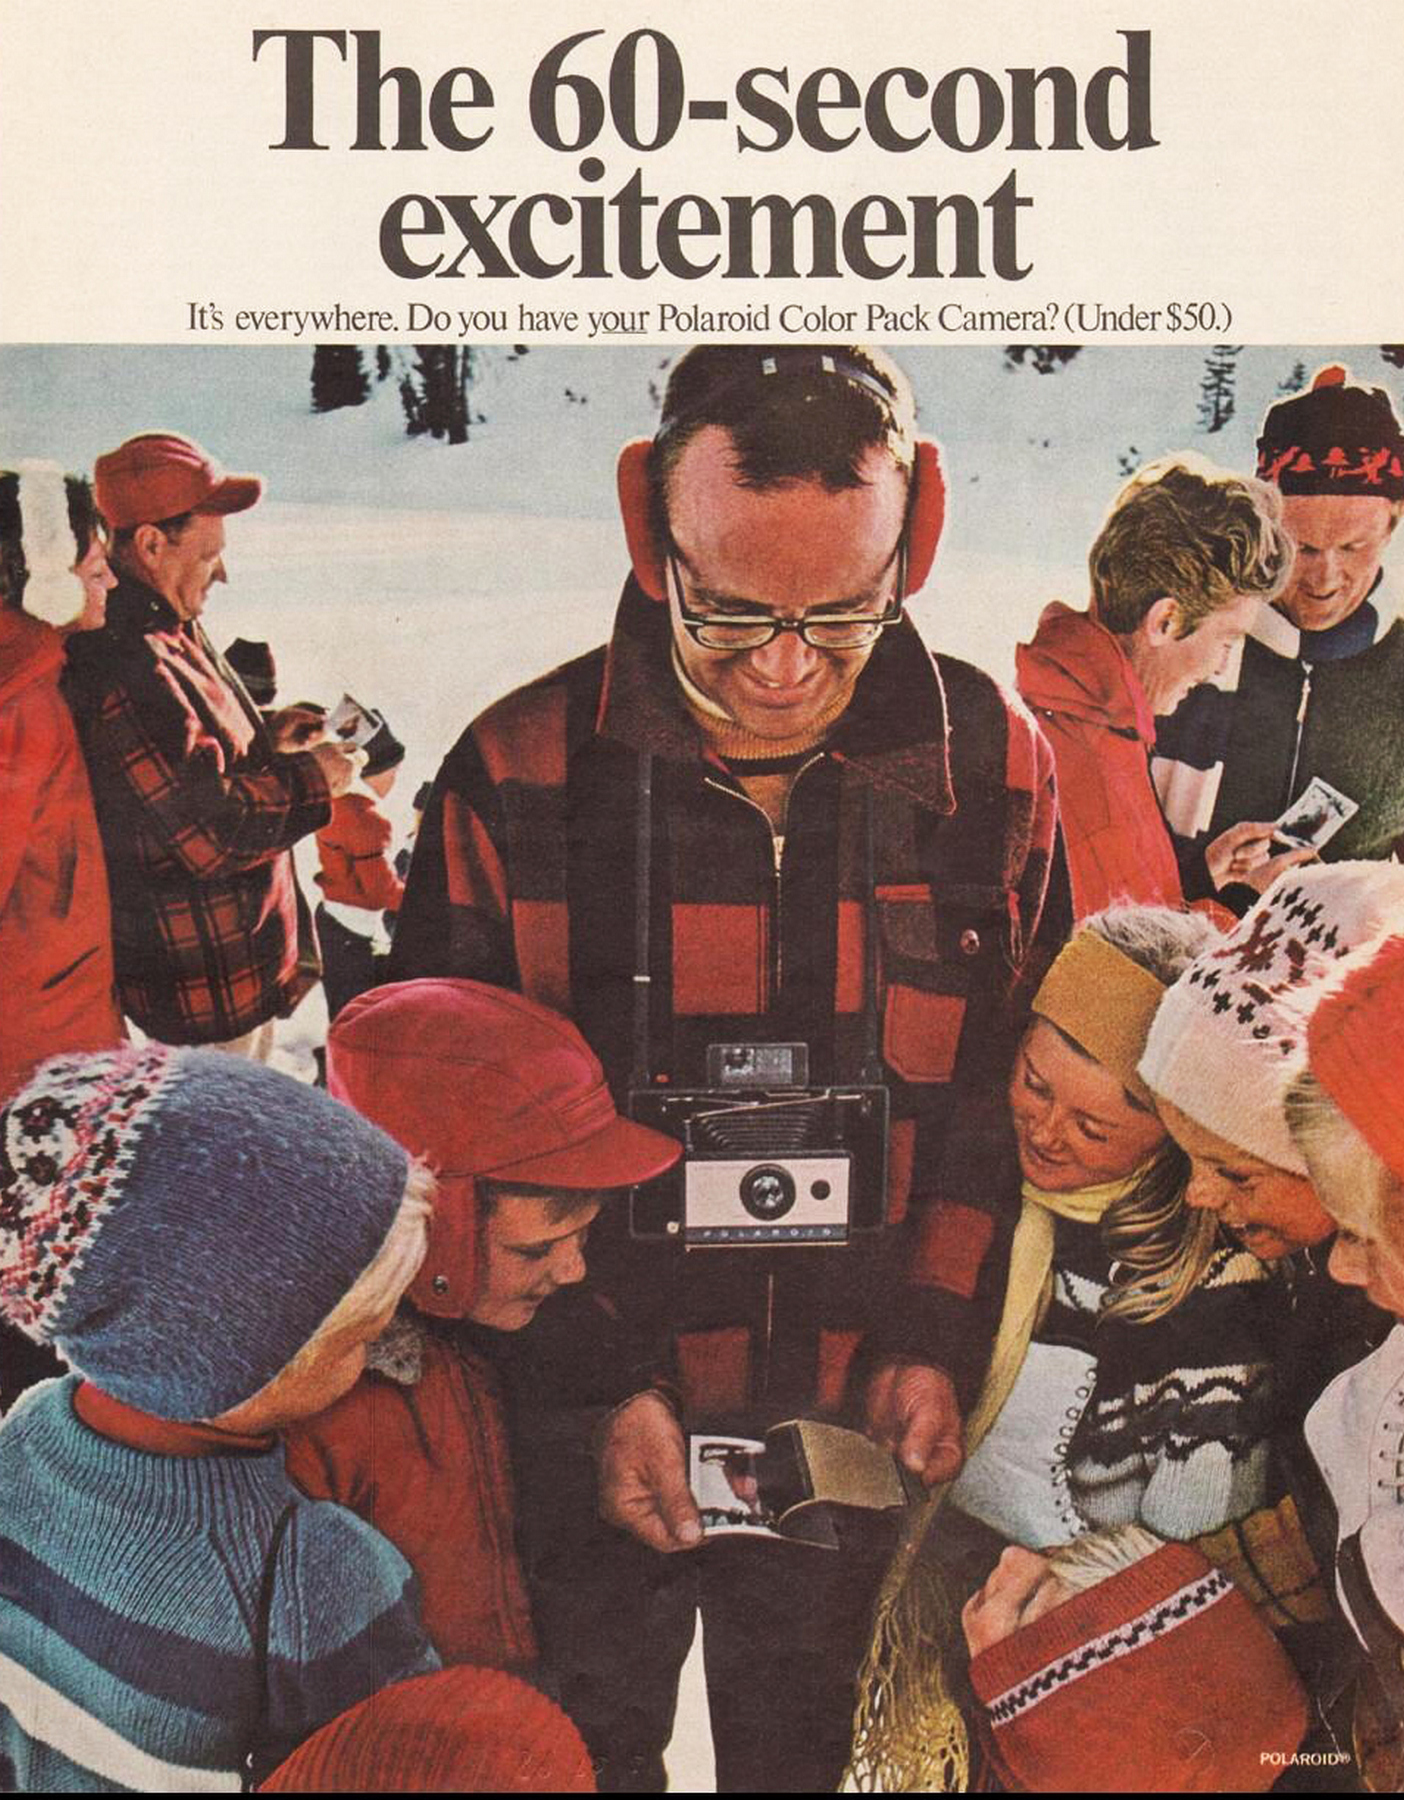 The 60-second
excitement
It's everywhere. Do you have your Polaroid Color Pack Camera? (Under $50.)
POLAROID
POLAROID®